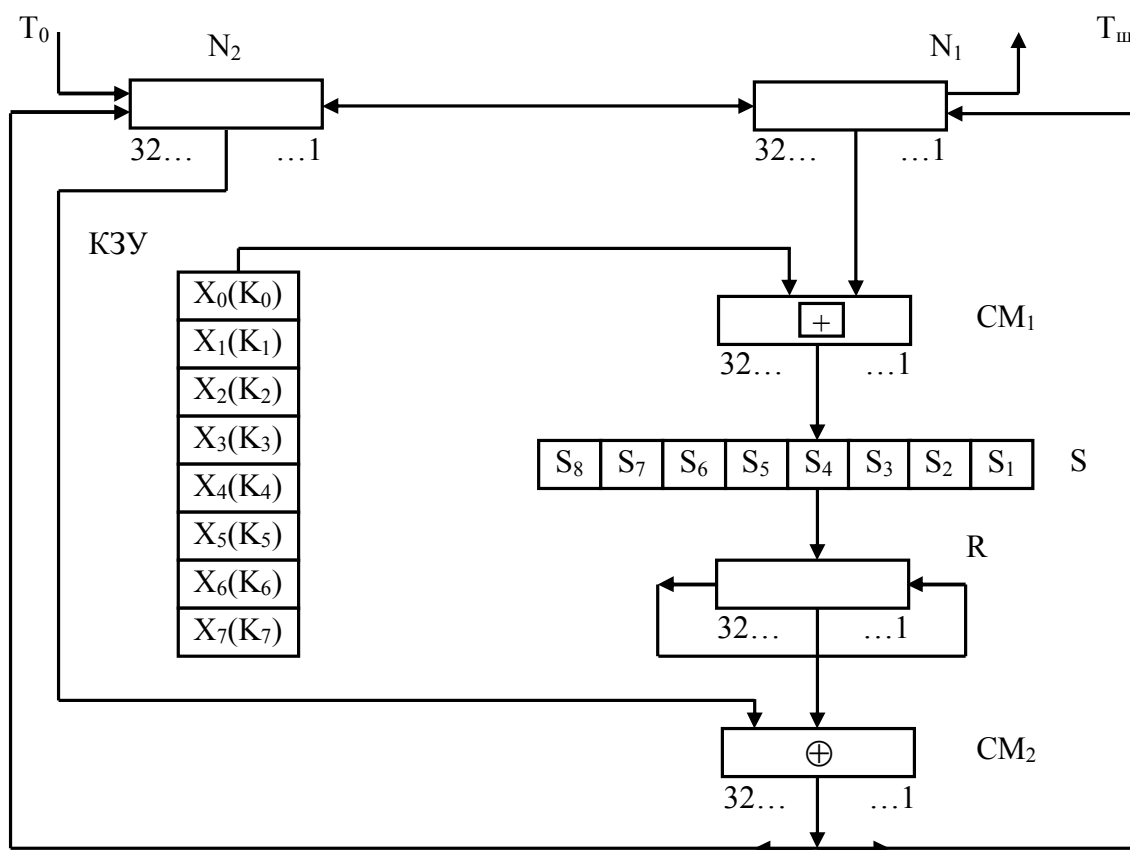 T₀ N₂ N₁ Tш
32… …1 32… …1
КЗУ
X₀(K₀)
+ СМ₁
X₁(K₁)
32… …1
X₂(K₂)
X₃(K₃)
S₈ S₇ S₆ S₅ S₄ S₃ S₂ S₁ S
X₄(K₄)
X₅(K₅)
R
X₆(K₆)
X₇(K₇)
32… …1
⊕ СМ₂
32… …1